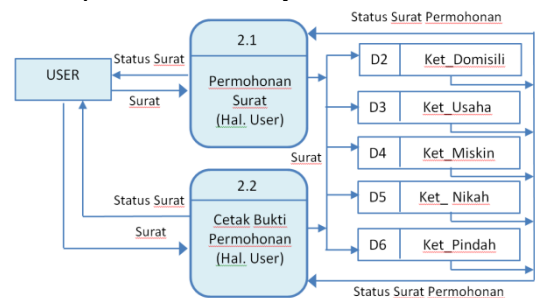 Status Surat Permohonan
2.1
Permohonan
Surat
(Hal. User)
USER
Status Surat
Surat
D2 Ket_Domisili
D3 Ket_Usaha
D4 Ket_Miskin
D5 Ket_ Nikah
D6 Ket_Pindah
Surat
2.2
Cetak Bukti
Permohonan
(Hal. User)
Status Surat
Surat
Status Surat Permohonan